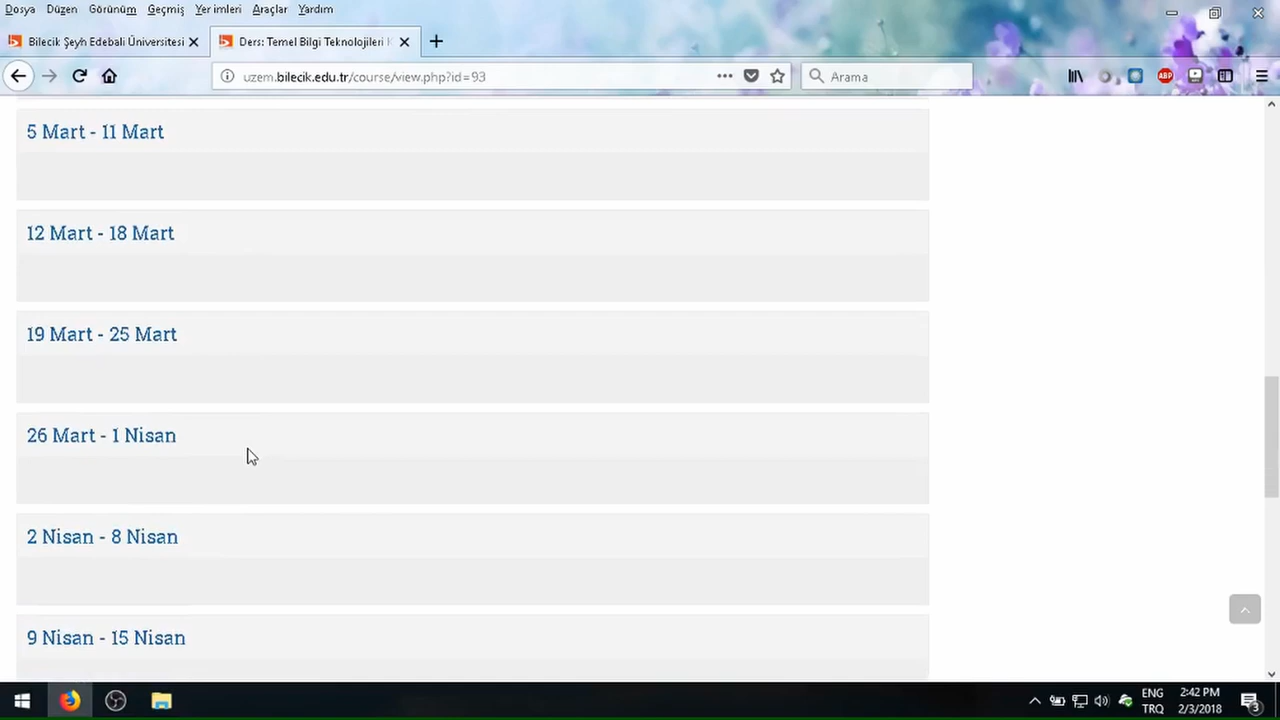 Dosya Düzen Görünüm Geçmiş Yer imleri Araçlar Yardım
Bilecik Şeyh Edebali Üniversitesi
Ders: Temel Bilgi Teknolojileri
uzem.bilecik.edu.tr/course/view.php?id=93
Arama
ABP
5 Mart - 11 Mart
12 Mart - 18 Mart
19 Mart - 25 Mart
26 Mart - 1 Nisan
2 Nisan - 8 Nisan
9 Nisan - 15 Nisan
ENG
TRQ
2:42 PM
2/3/2018
3